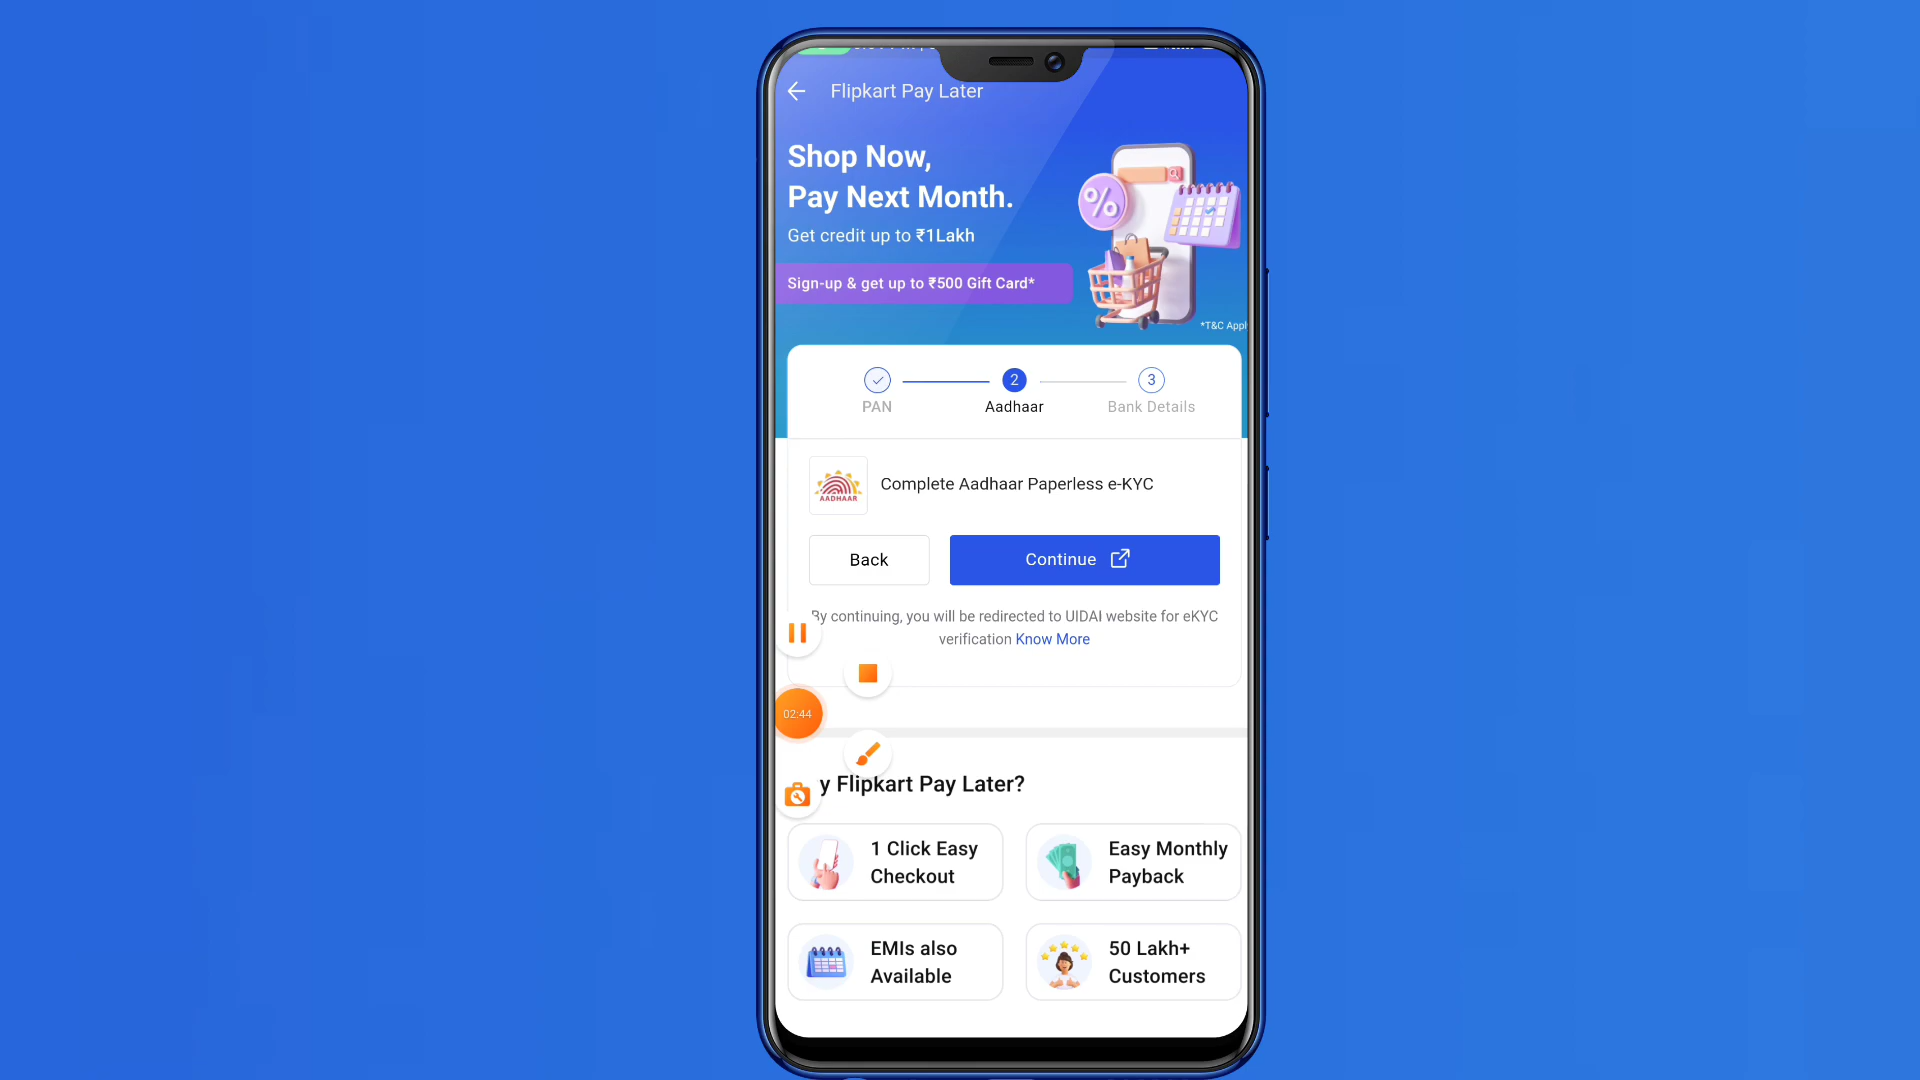 Flipkart Pay Later
Shop Now,
Pay Next Month.
Get credit up to ₹1Lakh
Sign-up & get up to ₹500 Gift Card*
*T&C Apply
2
3
PAN
Aadhaar
Bank Details
AADHAAR
Complete Aadhaar Paperless e-KYC
Back
Continue
By continuing, you will be redirected to UIDAI website for eKYC
verification Know More
02:44
y Flipkart Pay Later?
1 Click Easy
Checkout
Easy Monthly
Payback
EMIs also
Available
50 Lakh+
Customers